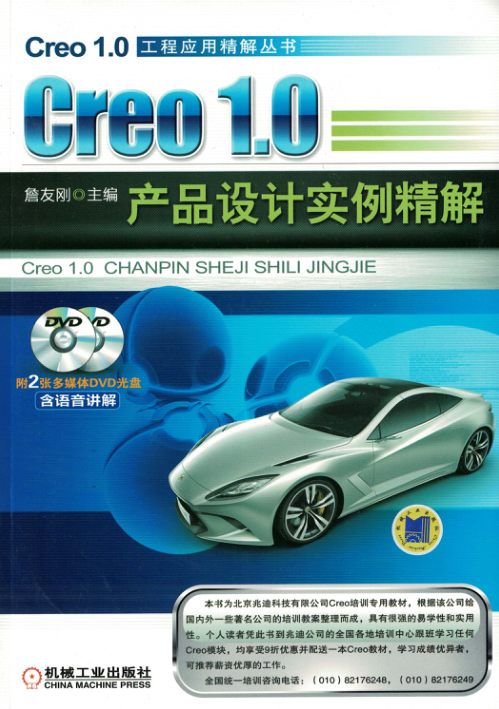 Creo 1.0 工程应用精解丛书
Creo 1.0
詹友刚◎主编
产品设计实例精解
Creo 1.0 CHANPIN SHEJI SHILI JINGJIE
DVD VD
附2张多媒体DVD光盘
含语音讲解
本书为北京兆迪科技有限公司Creo培训专用教材，根据该公司给
国内外一些著名公司的培训教案整理而成，具有很强的易学性和实用
性。个人读者凭此书到兆迪公司的全国各地培训中心跟班学习任何
Creo模块，均享受9折优惠并配送一本Creo教材，学习成绩优异者，
可推荐薪资优厚的工作。
全国统一培训咨询电话：（010）82176248，（010）82176249
机械工业出版社
CHINA MACHINE PRESS